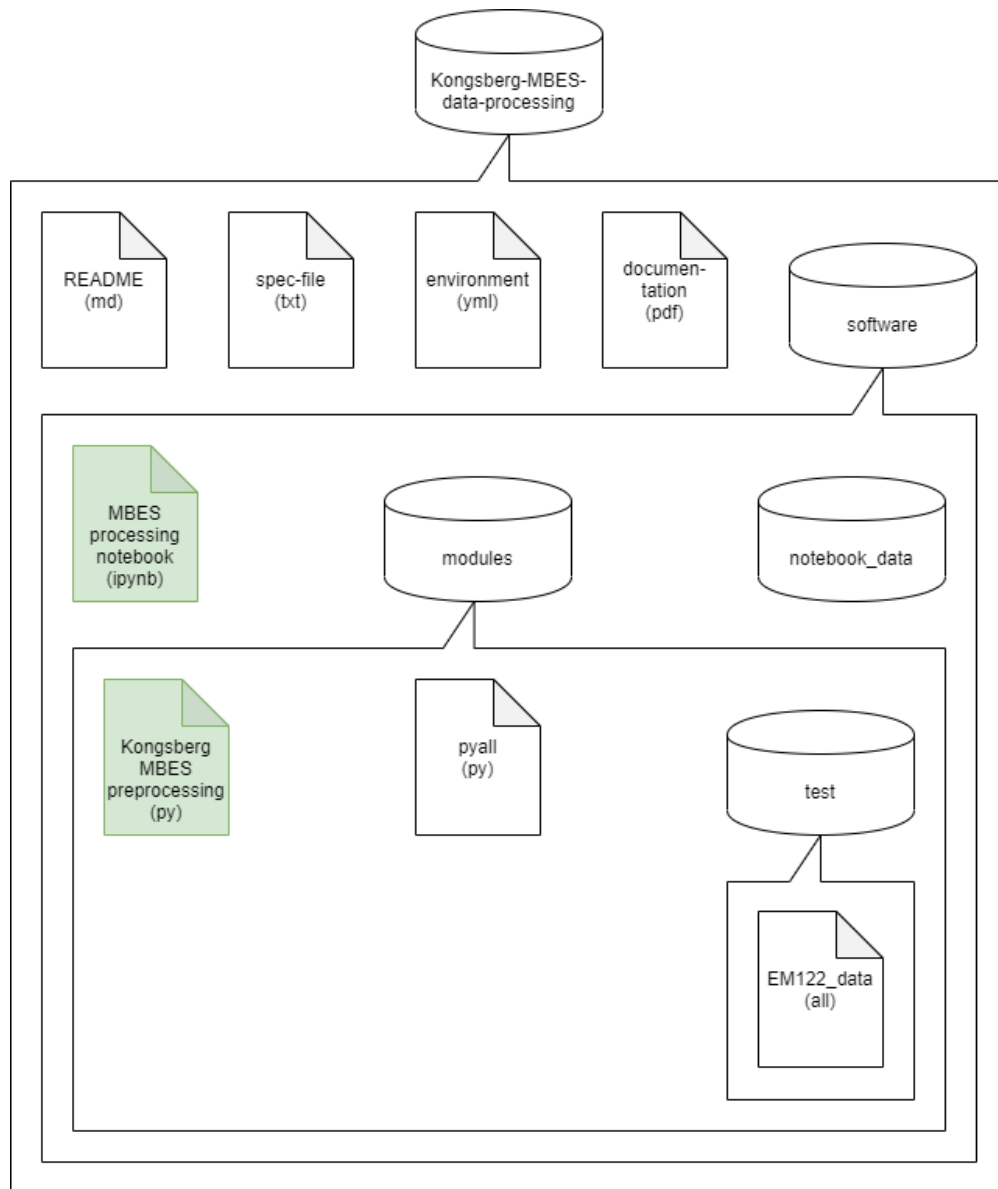 Kongsberg-MBES-
data-processing
README
(md)
spec-file
(txt)
environment
(yml)
documen-
tation
(pdf)
software
MBES
processing
notebook
(ipynb)
modules
notebook_data
Kongsberg
MBES
preprocessing
(py)
pyall
(py)
test
EM122_data
(all)